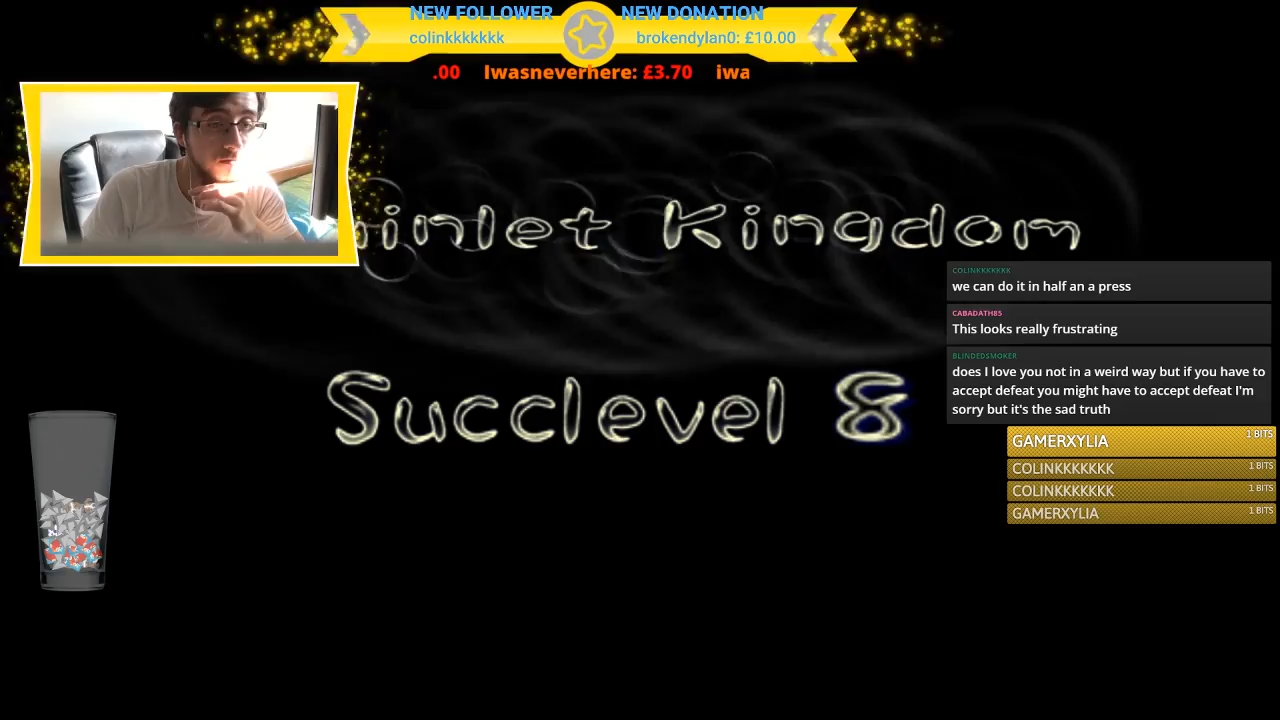 NEW FOLLOWER
NEW DONATION
colinkkkkkkk
brokendylan0: £10.00
.00 Iwasneverhere: £3.70 iwa
inlet Kingdom
Succlevel 8
COLINKKKKKKK
we can do it in half an a press
CABADATH85
This looks really frustrating
BLINDEDSMOKER
does I love you not in a weird way but if you have to
accept defeat you might have to accept defeat I'm
sorry but it's the sad truth
GAMERXYLIA 1 BITS
COLINKKKKKKK 1 BITS
COLINKKKKKKK 1 BITS
GAMERXYLIA 1 BITS